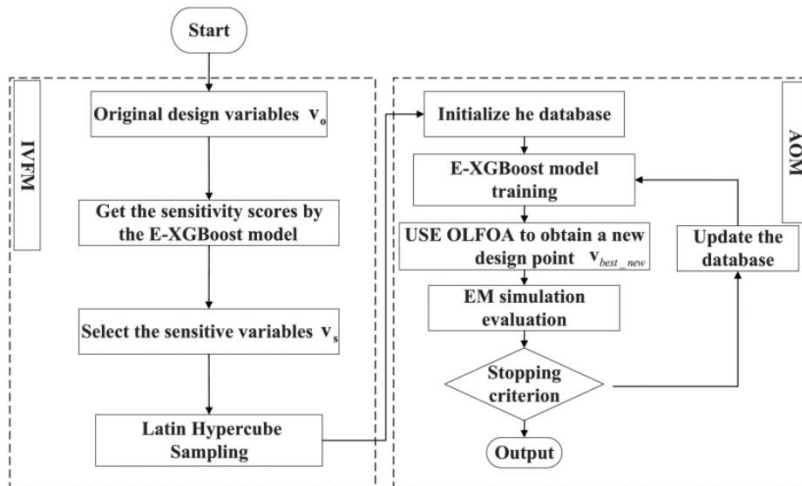 Start
IVFM
Original design variables v_o
Get the sensitivity scores by
the E-XGBoost model
Select the sensitive variables v_s
Latin Hypercube
Sampling
AOM
Initialize he database
E-XGBoost model
training
USE OLFOA to obtain a new
design point v_best_new
Update the
database
EM simulation
evaluation
Stopping
criterion
Output